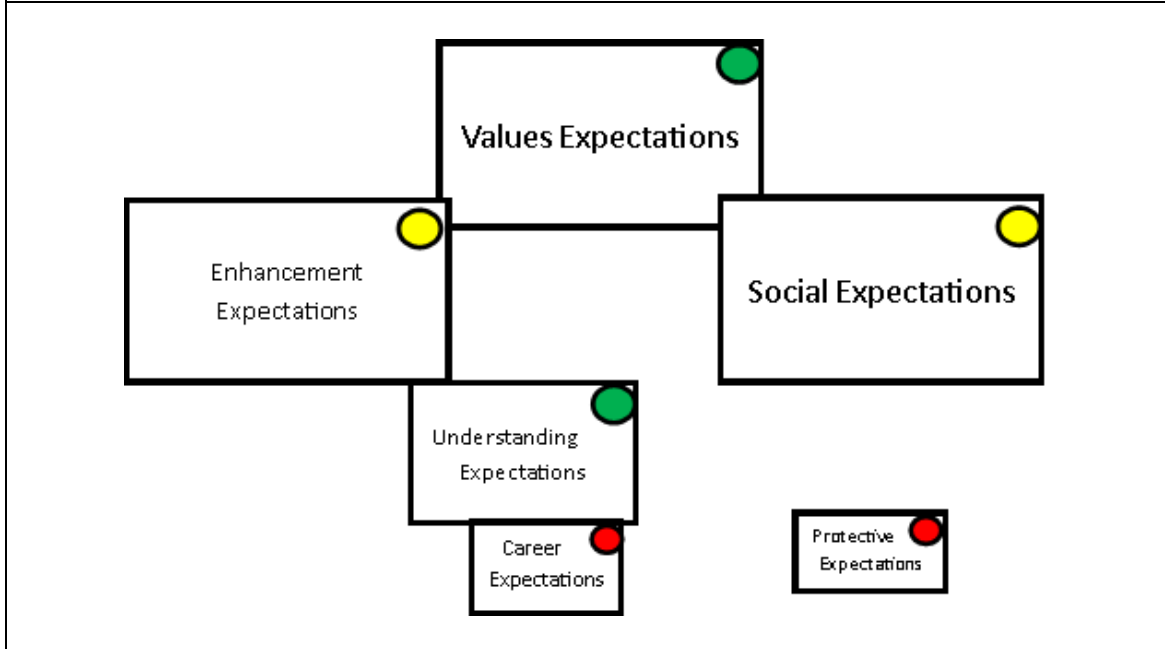 Values Expectations
Enhancement
Expectations
Social Expectations
Understanding
Expectations
Career
Expectations
Protective
Expectations